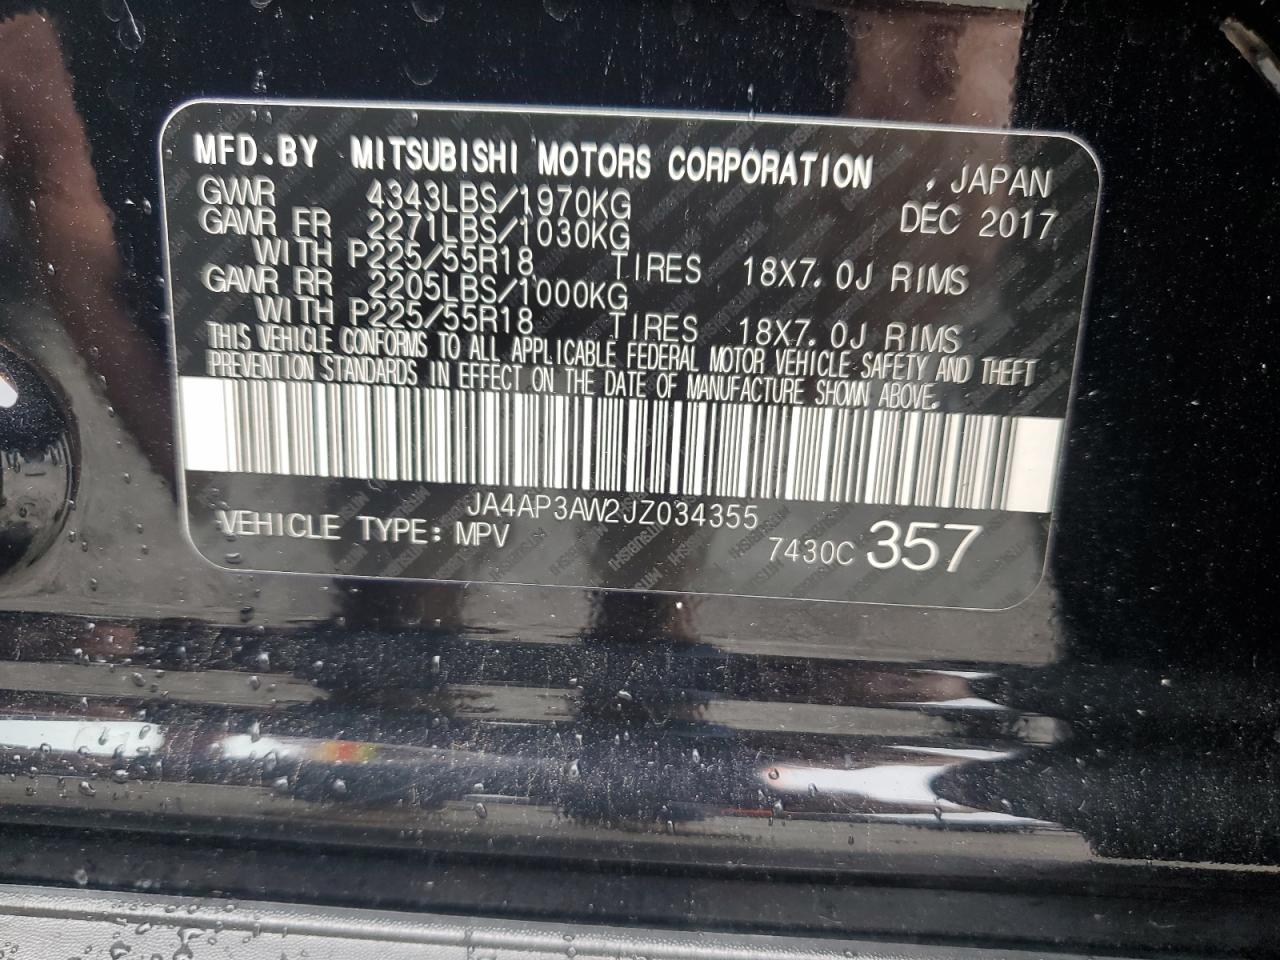 MFD.BY MITSUBISHI MOTORS CORPORATION , JAPAN
GVWR 4343LBS/1970KG DEC 2017
GAWR FR 2271LBS/1030KG
WITH P225/55R18 TIRES 18X7.0J RIMS
GAWR RR 2205LBS/1000KG
WITH P225/55R18 TIRES 18X7.0J RIMS
THIS VEHICLE CONFORMS TO ALL APPLICABLE FEDERAL MOTOR VEHICLE SAFETY AND THEFT
PREVENTION STANDARDS IN EFFECT ON THE DATE OF MANUFACTURE SHOWN ABOVE.
JA4AP3AW2JZ034355
VEHICLE TYPE: MPV 7430C 357